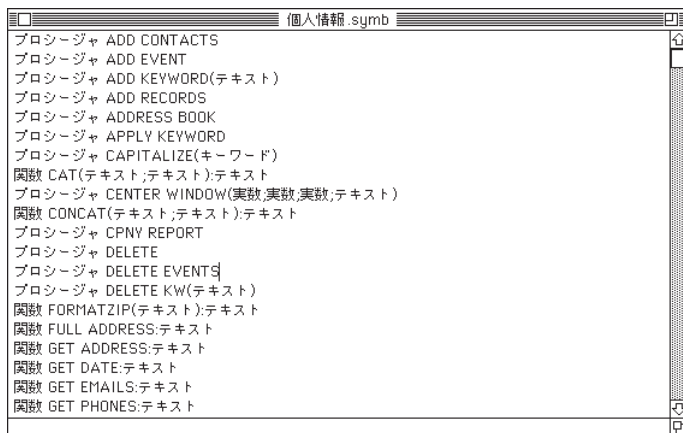 個人情報.symb
プロシージャ ADD CONTACTS
プロシージャ ADD EVENT
プロシージャ ADD KEYWORD(テキスト)
プロシージャ ADD RECORDS
プロシージャ ADDRESS BOOK
プロシージャ APPLY KEYWORD
プロシージャ CAPITALIZE(キーワード)
関数 CAT(テキスト;テキスト):テキスト
プロシージャ CENTER WINDOW(実数;実数;実数;テキスト)
関数 CONCAT(テキスト;テキスト):テキスト
プロシージャ CPNY REPORT
プロシージャ DELETE
プロシージャ DELETE EVENTS
プロシージャ DELETE KW(テキスト)
関数 FORMATZIP(テキスト):テキスト
関数 FULL ADDRESS:テキスト
関数 GET ADDRESS:テキスト
関数 GET DATE:テキスト
関数 GET EMAILS:テキスト
関数 GET PHONES:テキスト